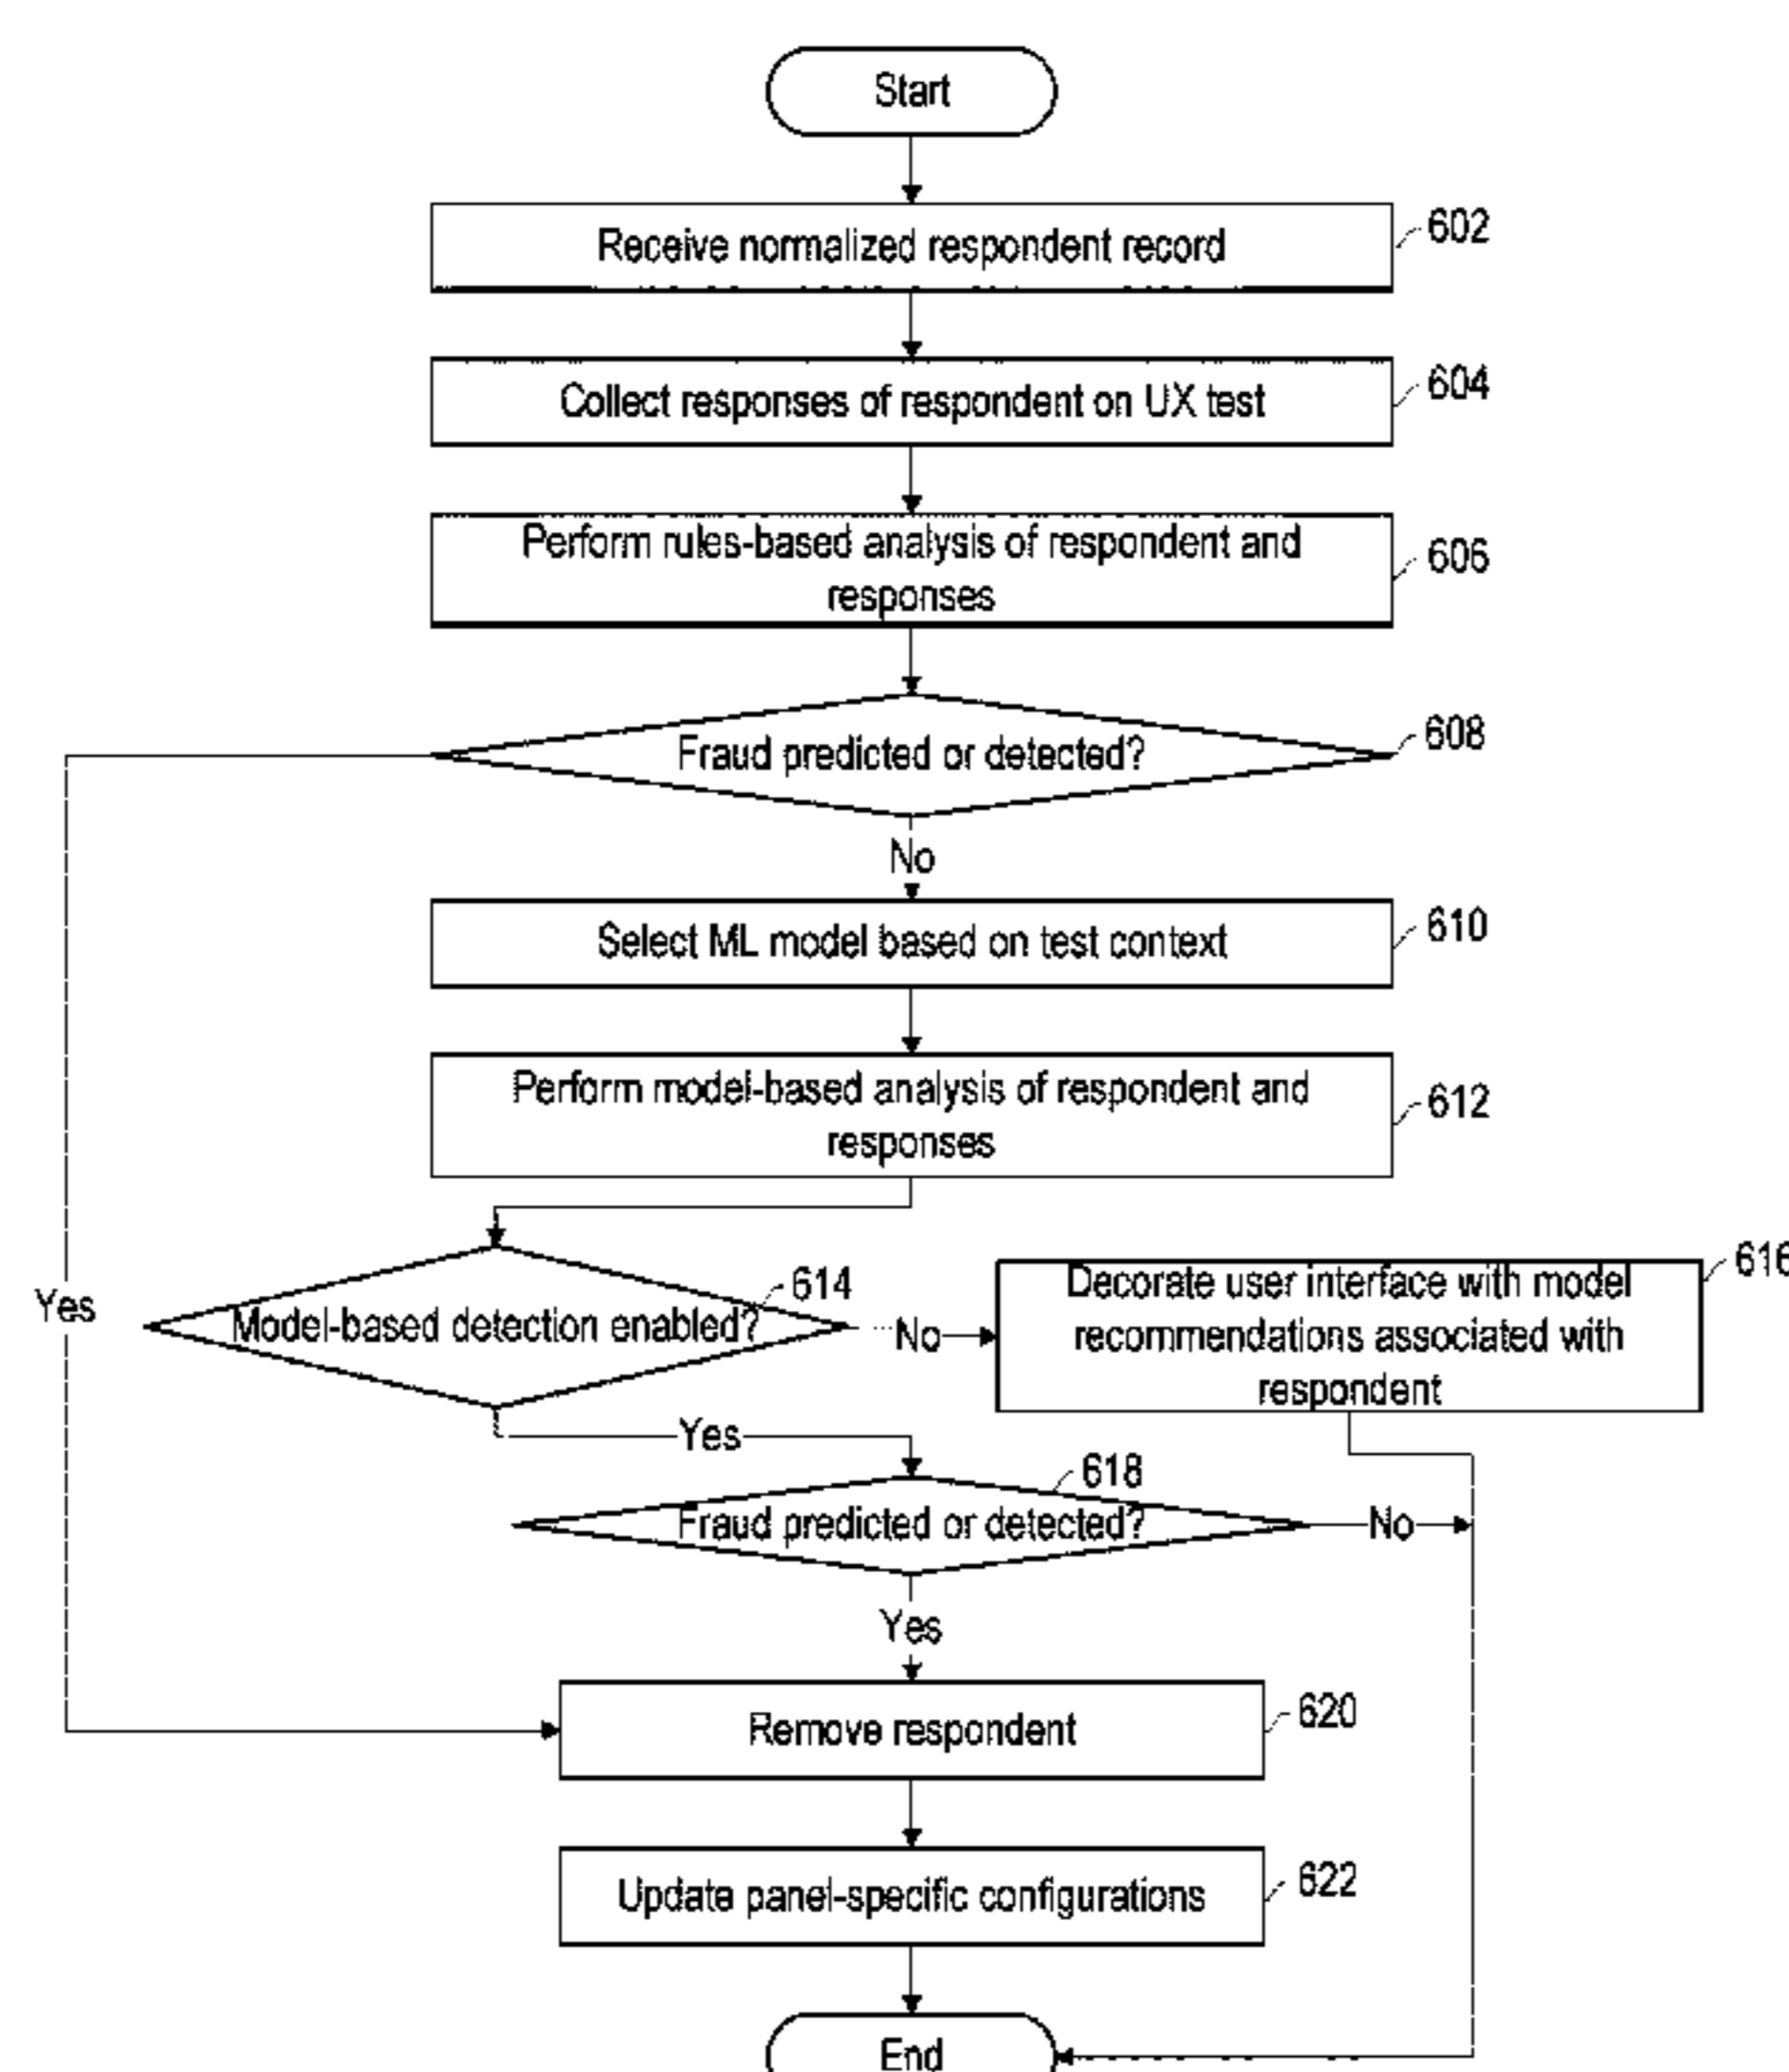 Start
Receive normalized respondent record
602
Collect responses of respondent on UX test
604
Perform rules-based analysis of respondent and
responses
606
Fraud predicted or detected?
608
No
Select ML model based on test context
610
Perform model-based analysis of respondent and
responses
612
Yes
Model-based detection enabled?
614
No
Decorate user interface with model
recommendations associated with
respondent
616
Yes
Fraud predicted or detected?
618
No
Yes
Remove respondent
620
Update panel-specific configurations
622
End